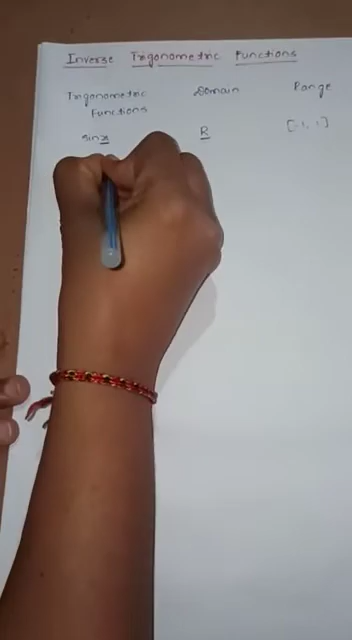 Inverse Trigonometric Functions
Trigonometric Functions Domain Range
sinx R [-1, 1]